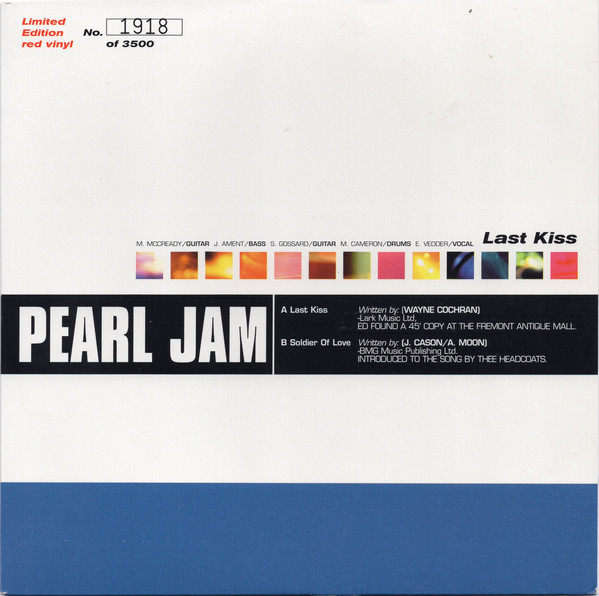 Limited
Edition
red vinyl
No. 1918
of 3500
M. MCCREADY/GUITAR J. AMENT/BASS S. GOSSARD/GUITAR M. CAMERON/DRUMS E. VEDDER/VOCAL Last Kiss
PEARL JAM
A Last Kiss Written by: (WAYNE COCHRAN)
-Lark Music Ltd,
ED FOUND A 45' COPY AT THE FREMONT ANTIQUE MALL.
B Soldier Of Love Written by: (J. CASON/A. MOON)
-BMG Music Publishing Ltd.
INTRODUCED TO THE SONG BY THEE HEADCOATS.